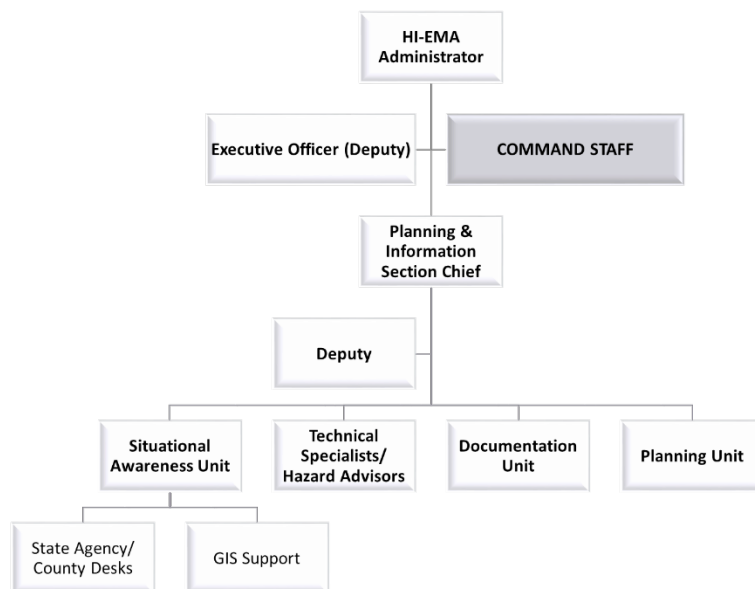 HI-EMA
Administrator
Executive Officer (Deputy)
COMMAND STAFF
Planning &
Information
Section Chief
Deputy
Situational
Awareness Unit
Technical
Specialists/
Hazard Advisors
Documentation
Unit
Planning Unit
State Agency/
County Desks
GIS Support